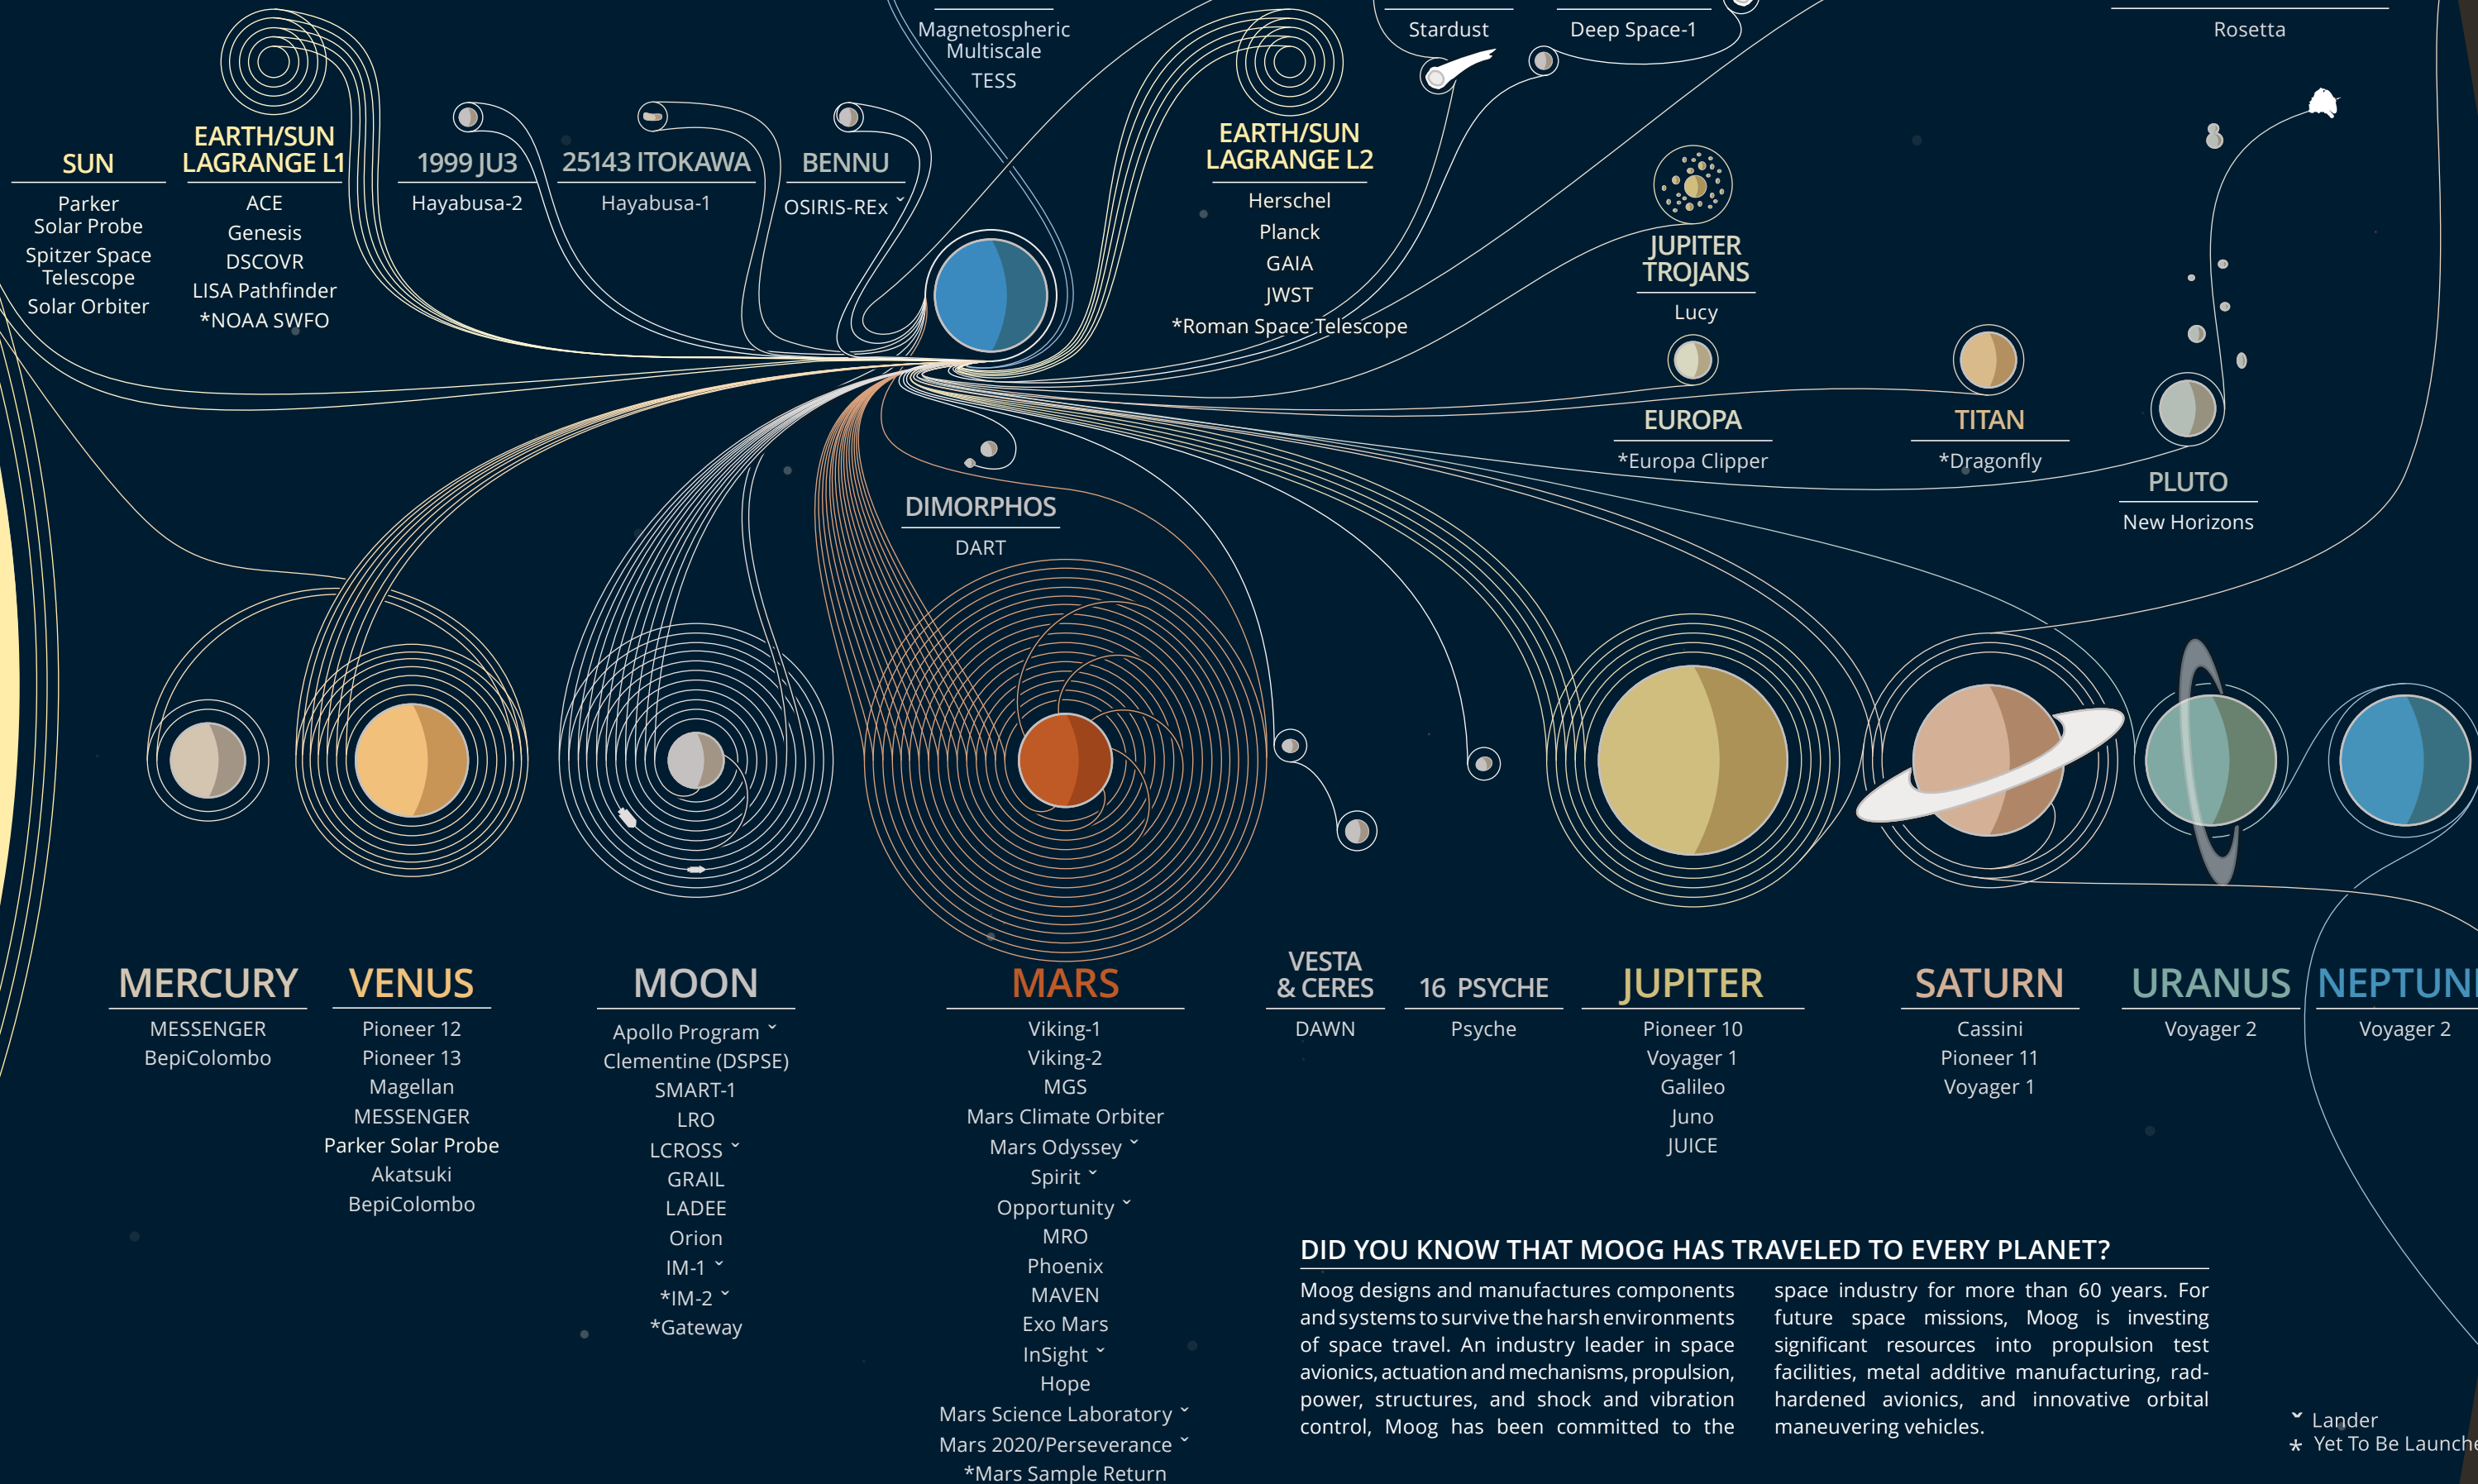 Magnetospheric
Multiscale
TESS
Stardust
Deep Space-1
Rosetta
SUN
Parker
Solar Probe
Spitzer Space
Telescope
Solar Orbiter
EARTH/SUN
LAGRANGE L1
ACE
Genesis
DSCOVR
LISA Pathfinder
*NOAA SWFO
1999 JU3
Hayabusa-2
25143 ITOKAWA
Hayabusa-1
BENNU
OSIRIS-REx ˇ
EARTH/SUN
LAGRANGE L2
Herschel
Planck
GAIA
JWST
*Roman Space Telescope
JUPITER
TROJANS
Lucy
EUROPA
*Europa Clipper
TITAN
*Dragonfly
PLUTO
New Horizons
DIMORPHOS
DART
MERCURY
MESSENGER
BepiColombo
VENUS
Pioneer 12
Pioneer 13
Magellan
MESSENGER
Parker Solar Probe
Akatsuki
BepiColombo
MOON
Apollo Program ˇ
Clementine (DSPSE)
SMART-1
LRO
LCROSS ˇ
GRAIL
LADEE
Orion
IM-1 ˇ
*IM-2 ˇ
*Gateway
MARS
Viking-1
Viking-2
MGS
Mars Climate Orbiter
Mars Odyssey ˇ
Spirit ˇ
Opportunity ˇ
MRO
Phoenix
MAVEN
Exo Mars
InSight ˇ
Hope
Mars Science Laboratory ˇ
Mars 2020/Perseverance ˇ
*Mars Sample Return
VESTA
& CERES
DAWN
16 PSYCHE
Psyche
JUPITER
Pioneer 10
Voyager 1
Galileo
Juno
JUICE
SATURN
Cassini
Pioneer 11
Voyager 1
URANUS
Voyager 2
NEPTUN
Voyager 2
DID YOU KNOW THAT MOOG HAS TRAVELED TO EVERY PLANET?
Moog designs and manufactures components
and systems to survive the harsh environments
of space travel. An industry leader in space
avionics, actuation and mechanisms, propulsion,
power, structures, and shock and vibration
control, Moog has been committed to the
space industry for more than 60 years. For
future space missions, Moog is investing
significant resources into propulsion test
facilities, metal additive manufacturing, rad-
hardened avionics, and innovative orbital
maneuvering vehicles.
ˇ Lander
* Yet To Be Launche